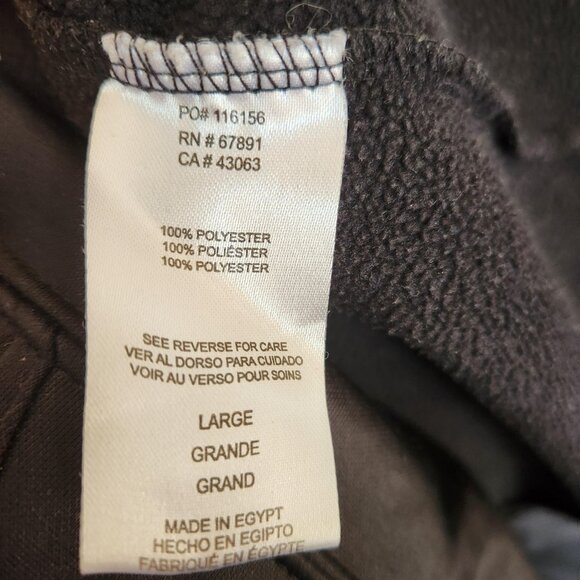 PO# 116156
RN # 67891
CA # 43063
100% POLYESTER
100% POLIÉSTER
100% POLYESTER
SEE REVERSE FOR CARE
VER AL DORSO PARA CUIDADO
VOIR AU VERSO POUR SOINS
LARGE
GRANDE
GRAND
MADE IN EGYPT
HECHO EN EGIPTO
FABRIQUÉ EN ÉGYPTE